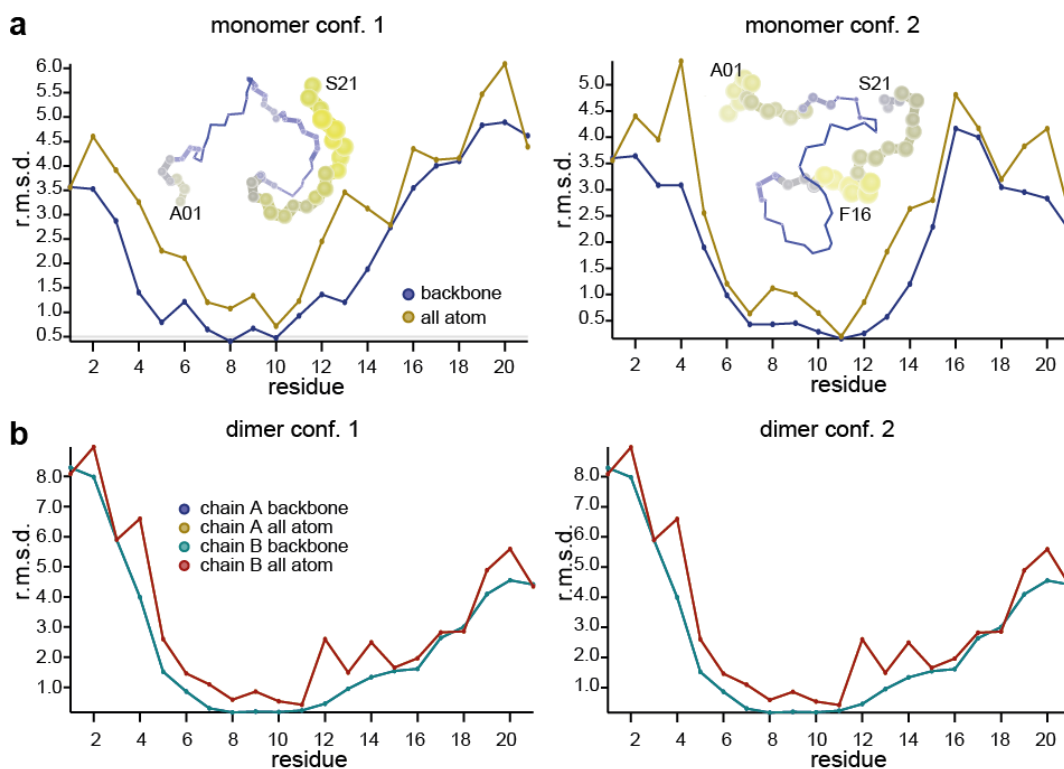 a
monomer conf. 1
monomer conf. 2
r.m.s.d.
6.0
5.5
5.0
4.5
4.0
3.5
3.0
2.5
2.0
1.5
1.0
0.5
S21
A01
backbone
all atom
2 4 6 8 10 12 14 16 18 20
residue
r.m.s.d.
5.0
4.5
4.0
3.5
3.0
2.5
2.0
1.5
1.0
0.5
A01
S21
F16
2 4 6 8 10 12 14 16 18 20
residue
b
dimer conf. 1
dimer conf. 2
r.m.s.d.
8.0
7.0
6.0
5.0
4.0
3.0
2.0
1.0
chain A backbone
chain A all atom
chain B backbone
chain B all atom
2 4 6 8 10 12 14 16 18 20
residue
r.m.s.d.
8.0
7.0
6.0
5.0
4.0
3.0
2.0
1.0
2 4 6 8 10 12 14 16 18 20
residue